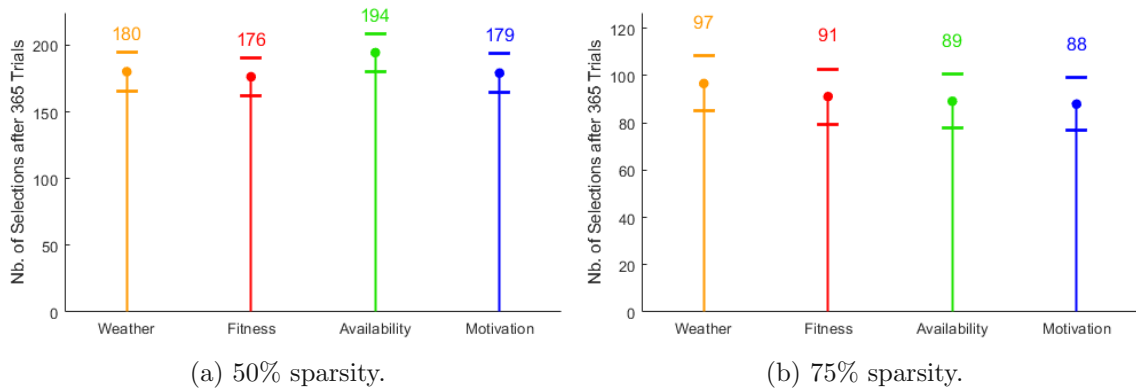 Nb. of Selections after 365 Trials
200
150
100
50
0
180
176
194
179
Weather
Fitness
Availability
Motivation
(a) 50% sparsity.
Nb. of Selections after 365 Trials
120
100
80
60
40
20
0
97
91
89
88
Weather
Fitness
Availability
Motivation
(b) 75% sparsity.